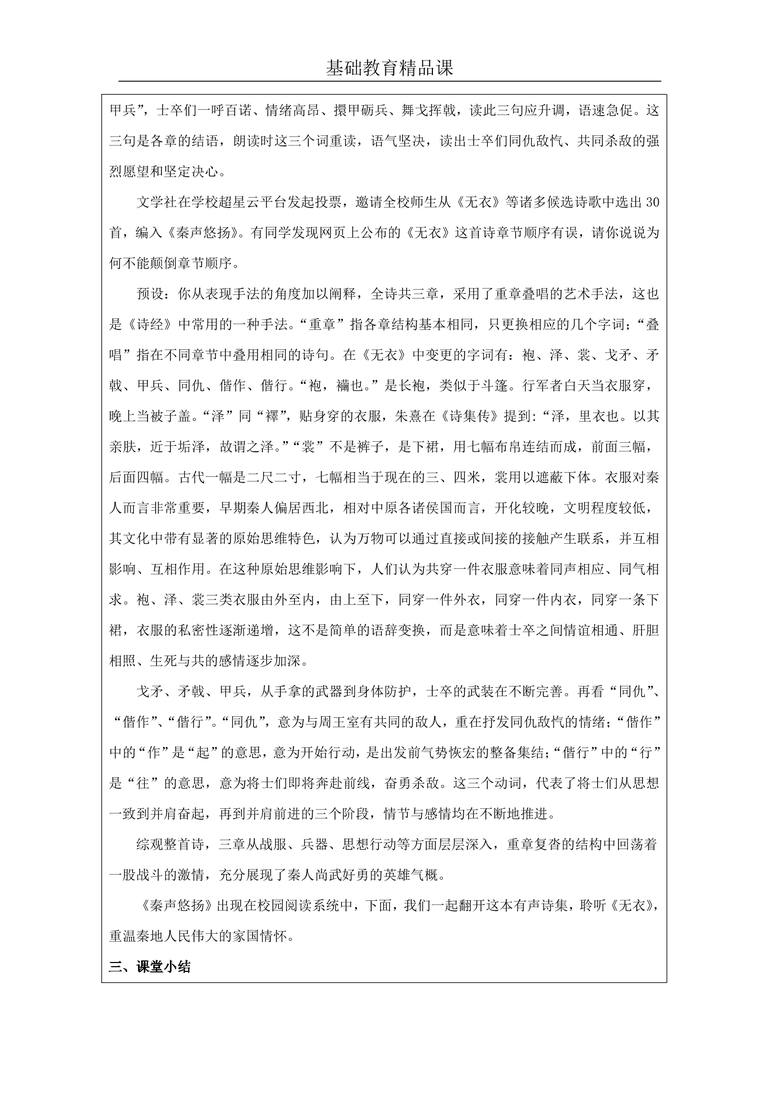 基础教育精品课
甲兵”，士卒们一呼百诺、情绪高昂、擐甲砺兵、舞戈挥戟，读此三句应升调，语速急促。这
三句是各章的结语，朗读时这三个词重读，语气坚决，读出士卒们同仇敌忾、共同杀敌的强
烈愿望和坚定决心。
文学社在学校超星云平台发起投票，邀请全校师生从《无衣》等诸多候选诗歌中选出 30
首，编入《秦声悠扬》。有同学发现网页上公布的《无衣》这首诗章节顺序有误，请你说说为
何不能颠倒章节顺序。
预设：你从表现手法的角度加以阐释，全诗共三章，采用了重章叠唱的艺术手法，这也
是《诗经》中常用的一种手法。“重章”指各章结构基本相同，只更换相应的几个字词；“叠
唱”指在不同章节中叠用相同的诗句。在《无衣》中变更的字词有：袍、泽、裳、戈矛、矛
戟、甲兵、同仇、偕作、偕行。“袍，襺也。”是长袍，类似于斗篷。行军者白天当衣服穿，
晚上当被子盖。“泽”同“襗”，贴身穿的衣服，朱熹在《诗集传》提到：“泽，里衣也。以其
亲肤，近于垢泽，故谓之泽。”“裳”不是裤子，是下裙，用七幅布帛连结而成，前面三幅，
后面四幅。古代一幅是二尺二寸，七幅相当于现在的三、四米，裳用以遮蔽下体。衣服对秦
人而言非常重要，早期秦人偏居西北，相对中原各诸侯国而言，开化较晚，文明程度较低，
其文化中带有显著的原始思维特色，认为万物可以通过直接或间接的接触产生联系，并互相
影响、互相作用。在这种原始思维影响下，人们认为共穿一件衣服意味着同声相应、同气相
求。袍、泽、裳三类衣服由外至内，由上至下，同穿一件外衣，同穿一件内衣，同穿一条下
裙，衣服的私密性逐渐递增，这不是简单的语辞变换，而是意味着士卒之间情谊相通、肝胆
相照、生死与共的感情逐步加深。
戈矛、矛戟、甲兵，从手拿的武器到身体防护，士卒的武装在不断完善。再看“同仇”、
“偕作”、“偕行”。“同仇”，意为与周王室有共同的敌人，重在抒发同仇敌忾的情绪；“偕作”
中的“作”是“起”的意思，意为开始行动，是出发前气势恢宏的整备集结；“偕行”中的“行”
是“往”的意思，意为将士们即将奔赴前线，奋勇杀敌。这三个动词，代表了将士们从思想
一致到并肩奋起，再到并肩前进的三个阶段，情节与感情均在不断地推进。
综观整首诗，三章从战服、兵器、思想行动等方面层层深入，重章复沓的结构中回荡着
一股战斗的激情，充分展现了秦人尚武好勇的英雄气概。
《秦声悠扬》出现在校园阅读系统中，下面，我们一起翻开这本有声诗集，聆听《无衣》，
重温秦地人民伟大的家国情怀。
三、课堂小结